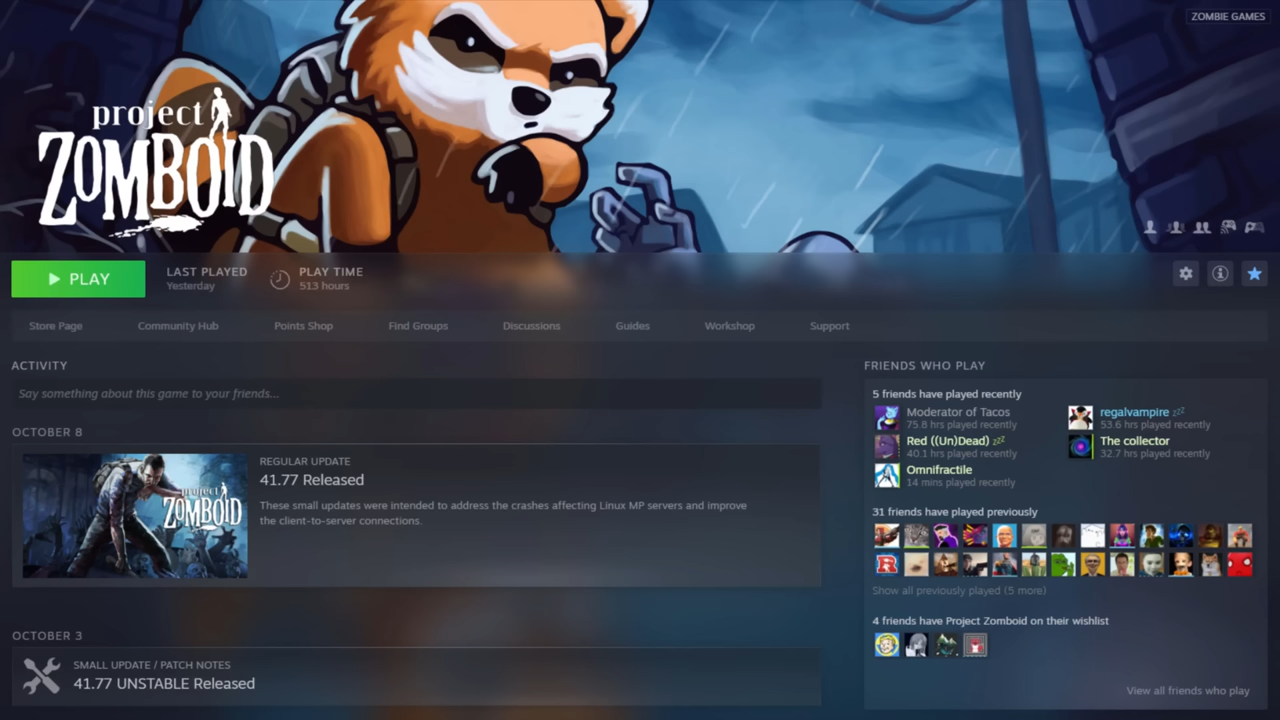 ZOMBIE GAMES
project
ZOMBOID
PLAY
LAST PLAYED
Yesterday
PLAY TIME
513 hours
Store Page
Community Hub
Points Shop
Find Groups
Discussions
Guides
Workshop
Support
ACTIVITY
Say something about this game to your friends...
OCTOBER 8
project
ZOMBOID
REGULAR UPDATE
41.77 Released
These small updates were intended to address the crashes affecting Linux MP servers and improve
the client-to-server connections.
OCTOBER 3
SMALL UPDATE / PATCH NOTES
41.77 UNSTABLE Released
FRIENDS WHO PLAY
5 friends have played recently
Moderator of Tacos
75.8 hrs played recently
regalvampire zzz
53.6 hrs played recently
Red ((Un)Dead) zzz
40.1 hrs played recently
The collector
32.7 hrs played recently
Omnifractile
14 mins played recently
31 friends have played previously
R
Show all previously played (5 more)
4 friends have Project Zomboid on their wishlist
View all friends who play